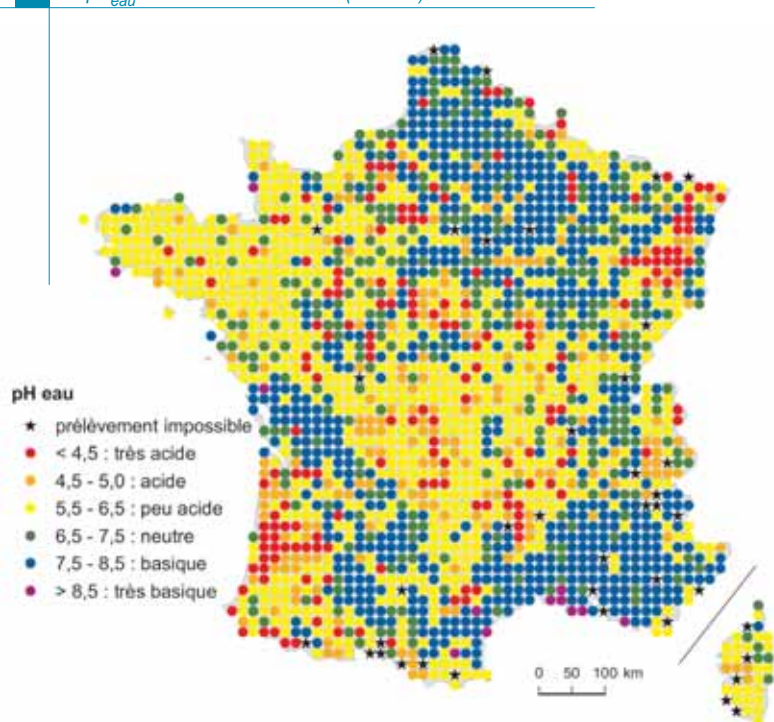 eau
pH eau
prélèvement impossible
< 4,5 : très acide
4,5 - 5,0 : acide
5,5 - 6,5 : peu acide
6,5 - 7,5 : neutre
7,5 - 8,5 : basique
> 8,5 : très basique
0 50 100 km